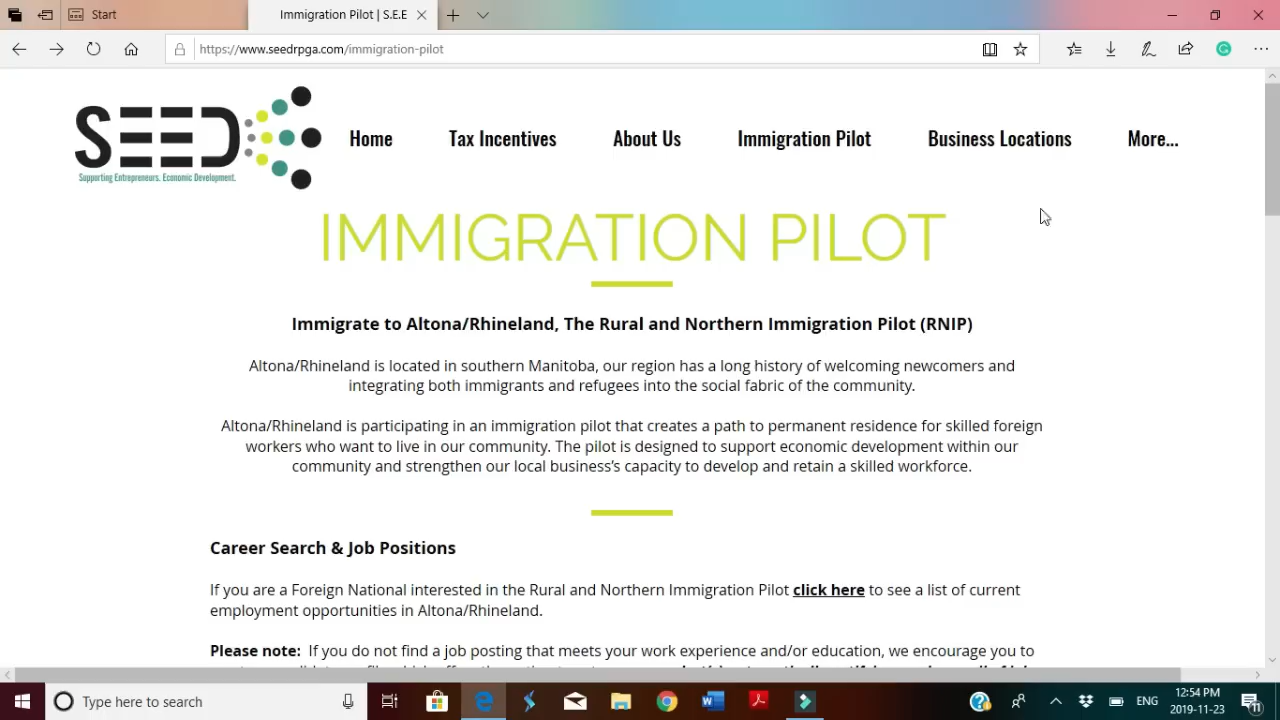 Start
Immigration Pilot | S.E.E
https://www.seedrpga.com/immigration-pilot
SEED
Supporting Entrepreneurs. Economic Development.
Home
Tax Incentives
About Us
Immigration Pilot
Business Locations
More...
IMMIGRATION PILOT
Immigrate to Altona/Rhineland, The Rural and Northern Immigration Pilot (RNIP)
Altona/Rhineland is located in southern Manitoba, our region has a long history of welcoming newcomers and
integrating both immigrants and refugees into the social fabric of the community.
Altona/Rhineland is participating in an immigration pilot that creates a path to permanent residence for skilled foreign
workers who want to live in our community. The pilot is designed to support economic development within our
community and strengthen our local business's capacity to develop and retain a skilled workforce.
Career Search & Job Positions
If you are a Foreign National interested in the Rural and Northern Immigration Pilot click here to see a list of current
employment opportunities in Altona/Rhineland.
Please note: If you do not find a job posting that meets your work experience and/or education, we encourage you to
Type here to search
ENG
12:54 PM
2019-11-23
11